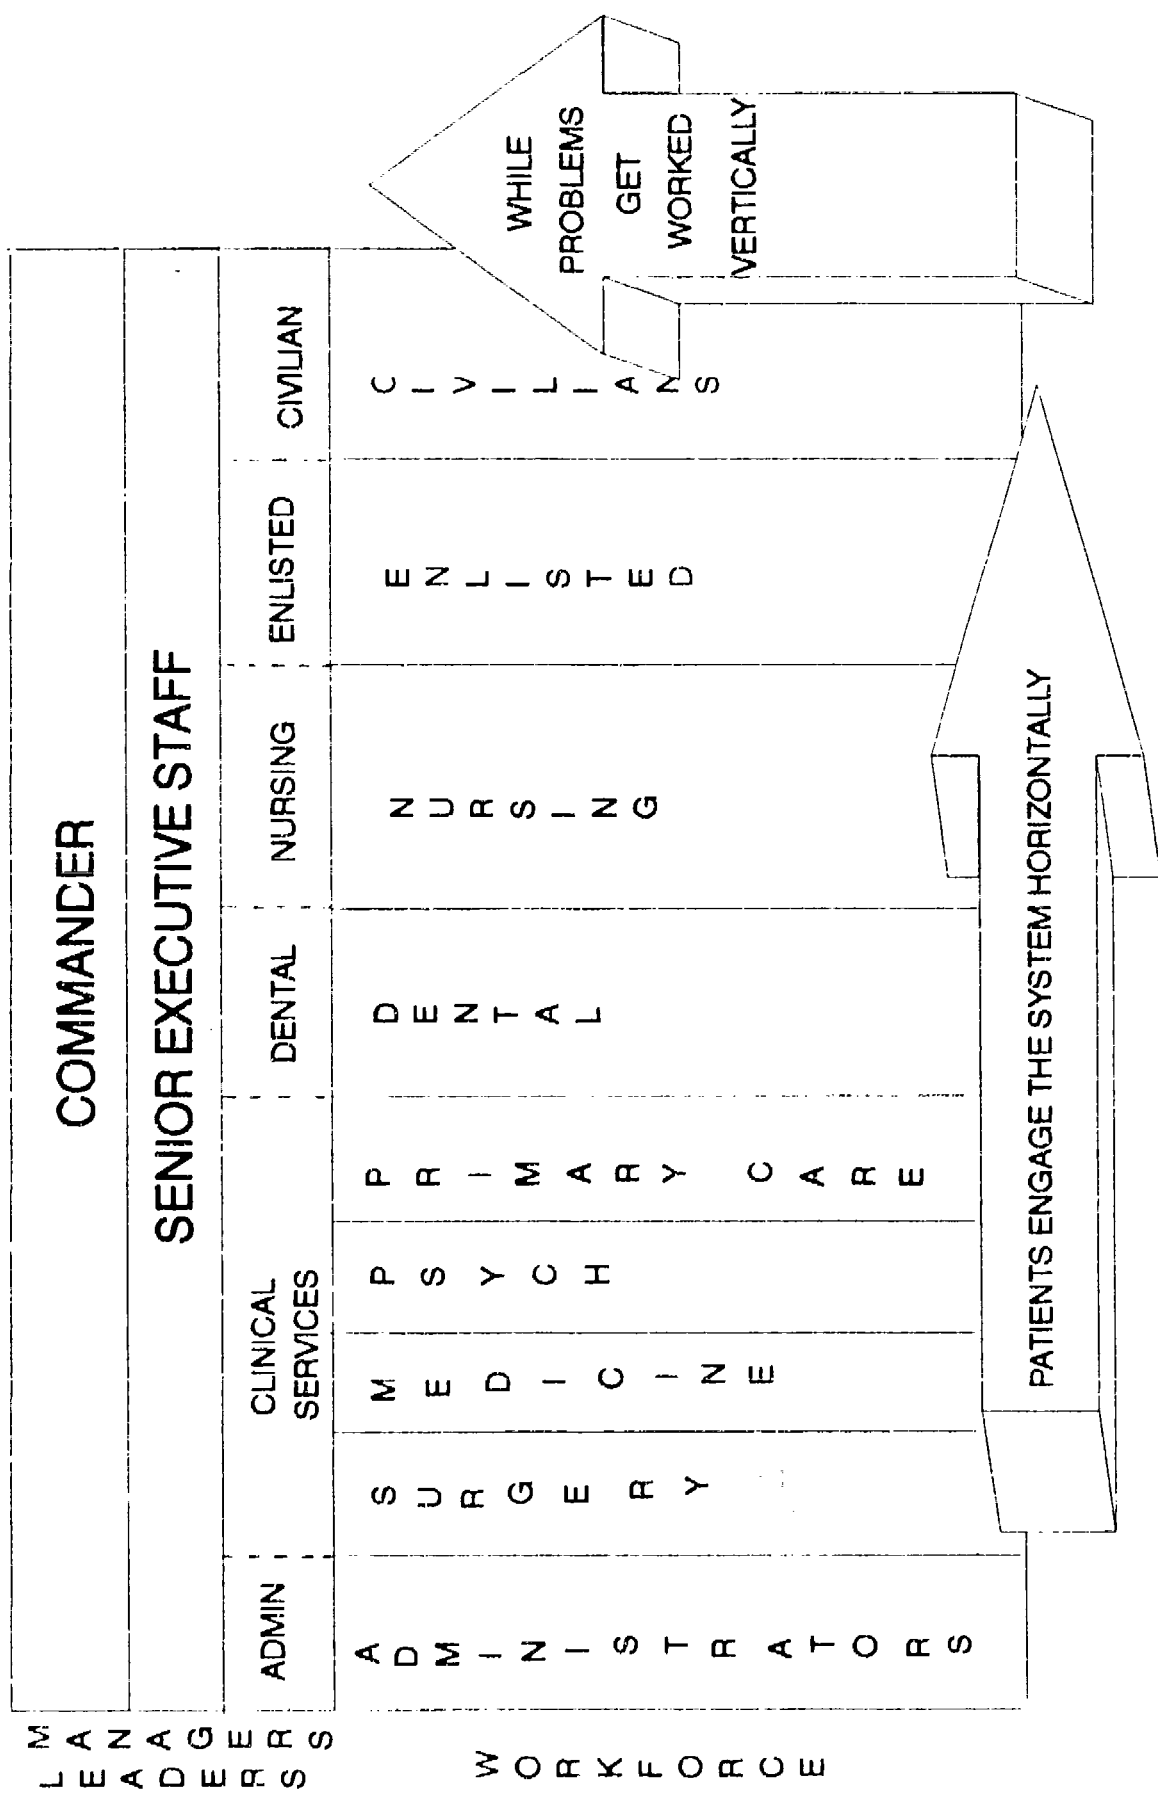 COMMANDER
SENIOR EXECUTIVE STAFF
LEADERS
MANAGERS
ADMIN
CLINICAL
SERVICES
DENTAL
NURSING
ENLISTED
CIVILIAN
WORKFORCE
ADMINISTRATORS
SURGERY
MEDICINE
PSYCH
PRIMARY CARE
DENTAL
NURSING
ENLISTED
CIVILIANS
WHILE
PROBLEMS
GET
WORKED
VERTICALLY
PATIENTS ENGAGE THE SYSTEM HORIZONTALLY